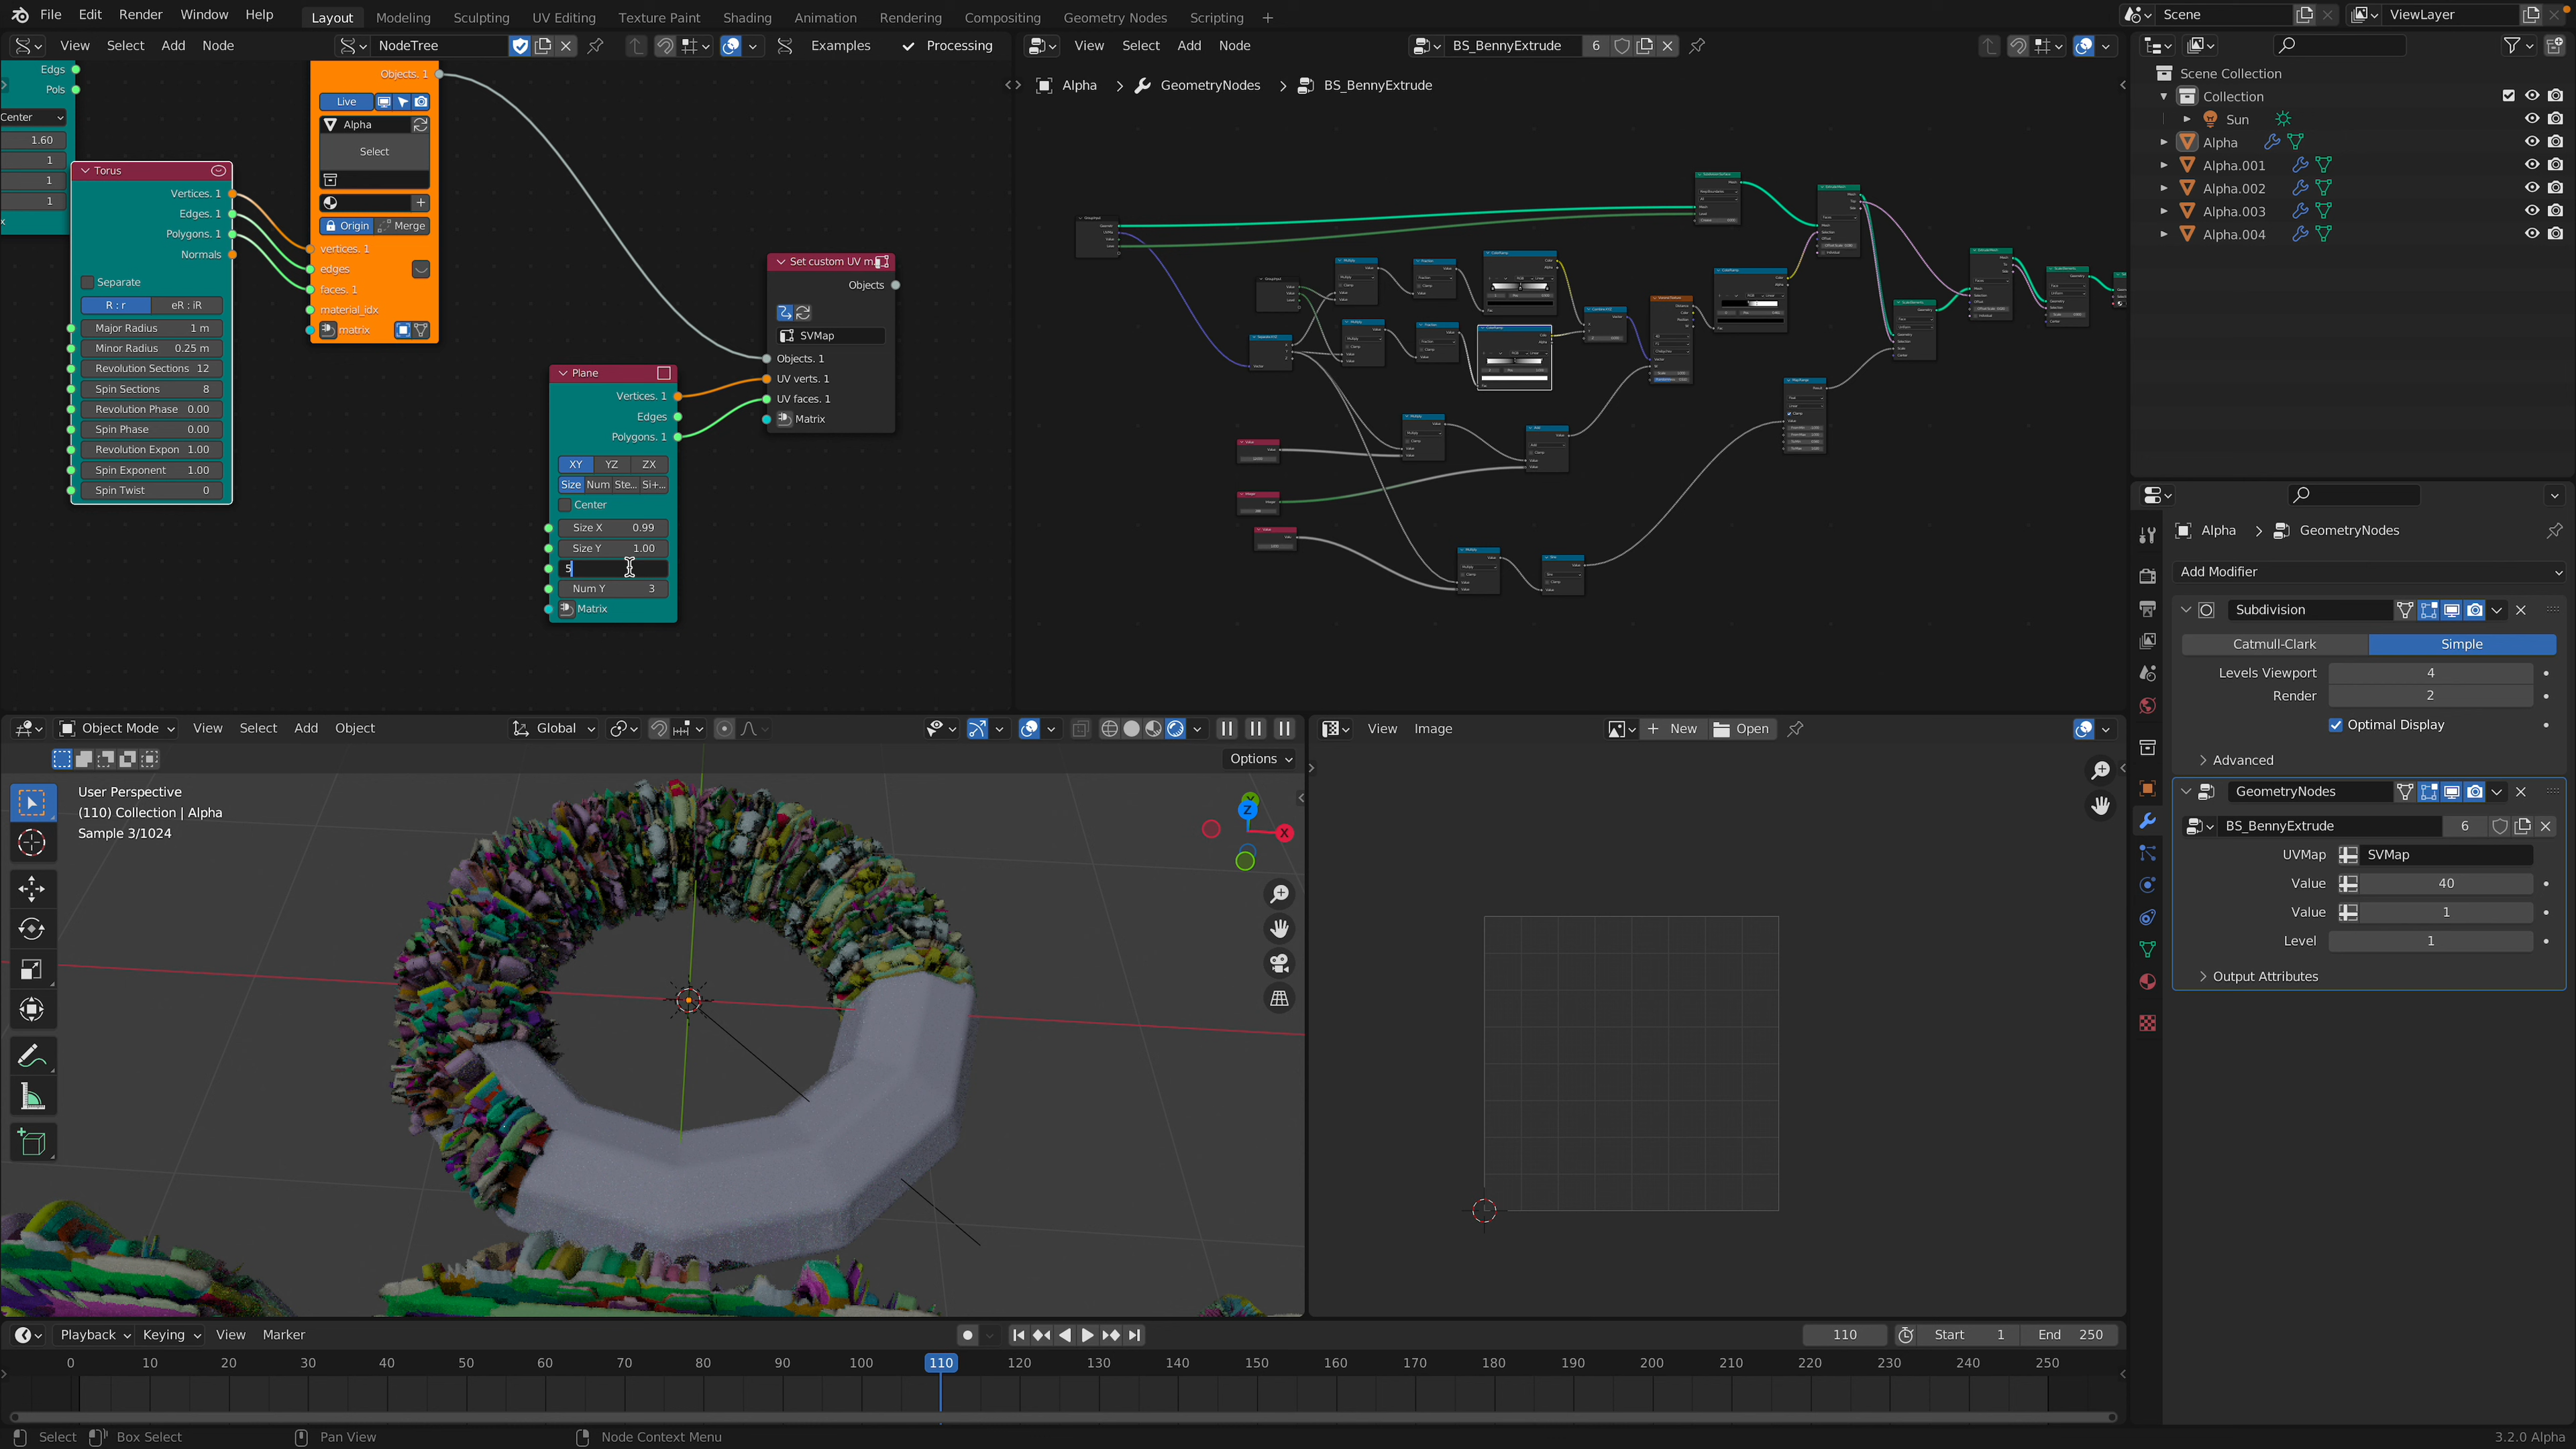 File Edit Render Window Help Layout Modeling Sculpting UV Editing Texture Paint Shading Animation Rendering Compositing Geometry Nodes Scripting + Scene ViewLayer
View Select Add Node NodeTree Examples Processing
View Select Add Node BS_BennyExtrude 6
Alpha > GeometryNodes > BS_BennyExtrude
Edgs
Pols
Center
1.60
1
1
1
Torus
Vertices. 1
Edges. 1
Polygons. 1
Normals
Separate
R : r eR : iR
Major Radius 1 m
Minor Radius 0.25 m
Revolution Sections 12
Spin Sections 8
Revolution Phase 0.00
Spin Phase 0.00
Revolution Expon 1.00
Spin Exponent 1.00
Spin Twist 0
Objects. 1
Live
Alpha
Select
Origin Merge
vertices. 1
edges
faces. 1
material_idx
matrix
Plane
Vertices. 1
Edges
Polygons. 1
XY YZ ZX
Size Num Ste... Si+...
Center
Size X 0.99
Size Y 1.00
5
Num Y 3
Matrix
Set custom UV m
Objects
SVMap
Objects. 1
UV verts. 1
UV faces. 1
Matrix
Scene Collection
Collection
Sun
Alpha
Alpha.001
Alpha.002
Alpha.003
Alpha.004
Alpha > GeometryNodes
Add Modifier
Subdivision
Catmull-Clark Simple
Levels Viewport 4
Render 2
Optimal Display
Advanced
GeometryNodes
BS_BennyExtrude 6
UVMap SVMap
Value 40
Value 1
Level 1
Output Attributes
Object Mode View Select Add Object Global
Options
User Perspective
(110) Collection | Alpha
Sample 3/1024
Z
X
View Image New Open
Playback Keying View Marker 110 Start 1 End 250
0 10 20 30 40 50 60 70 80 90 100 110 120 130 140 150 160 170 180 190 200 210 220 230 240 250
Select Box Select Pan View Node Context Menu 3.2.0 Alpha